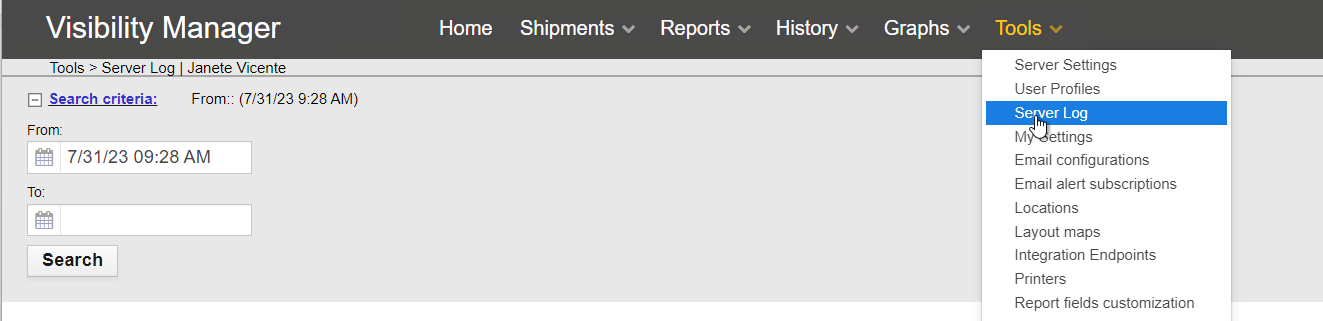 Visibility Manager
Home Shipments Reports History Graphs Tools
Tools > Server Log | Janete Vicente
Search criteria: From:: (7/31/23 9:28 AM)
From:
7/31/23 09:28 AM
To:
Search
Server Settings
User Profiles
Server Log
My Settings
Email configurations
Email alert subscriptions
Locations
Layout maps
Integration Endpoints
Printers
Report fields customization